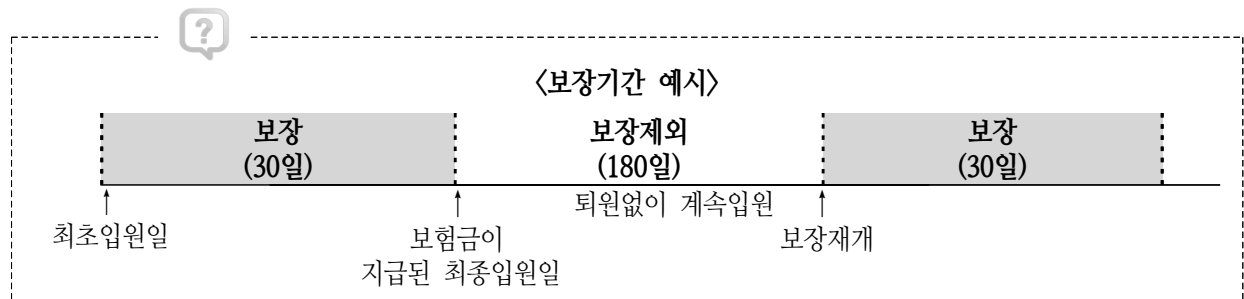 ?
〈보장기간 예시〉
보장 보장제외 보장
(30일) (180일) (30일)
퇴원없이 계속입원
최초입원일 보험금이 보장재개
지급된 최종입원일